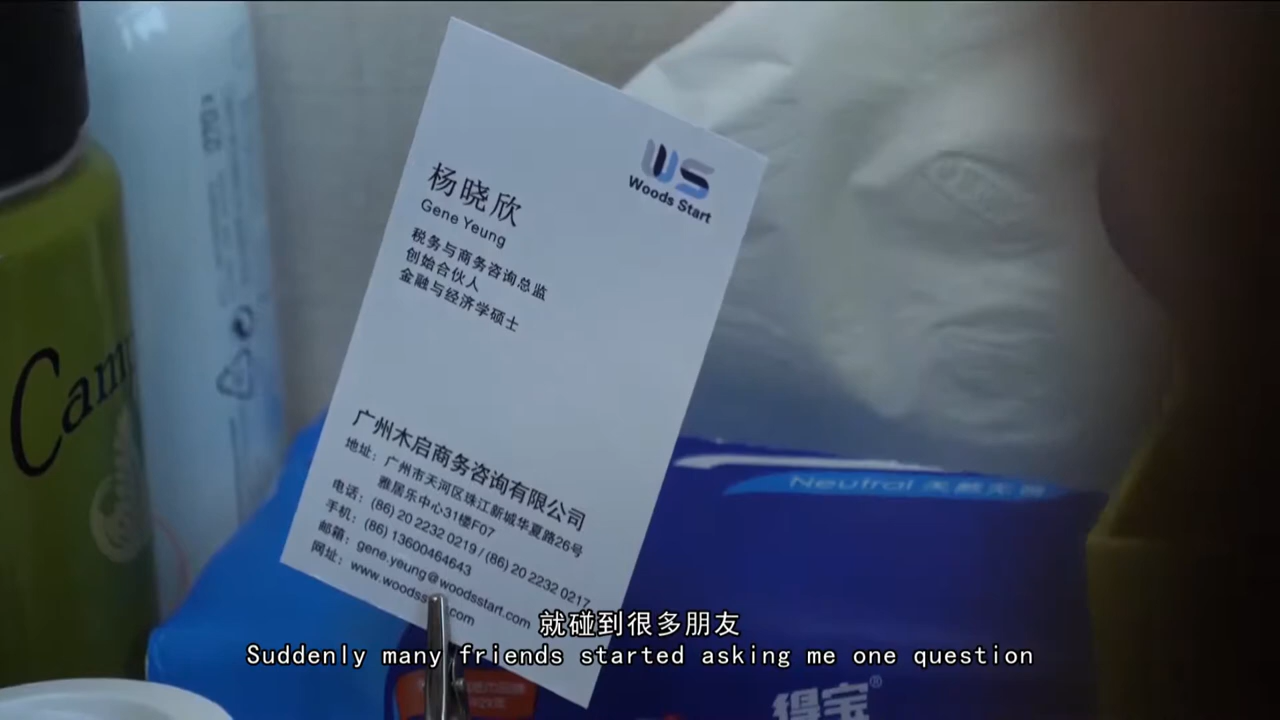 WS
Woods Start
杨晓欣
Gene Yeung
税务与商务咨询总监
创始合伙人
金融与经济学硕士
广州木启商务咨询有限公司
地址：广州市天河区珠江新城华夏路26号
雅居乐中心31楼F07
电话：(86) 20 2232 0219 / (86) 20 2232 0217
手机：(86) 13600464643
邮箱：gene.yeung@woodsstart.com
网址：
Neutral
得宝®
就碰到很多朋友
Suddenly many friends started asking me one question